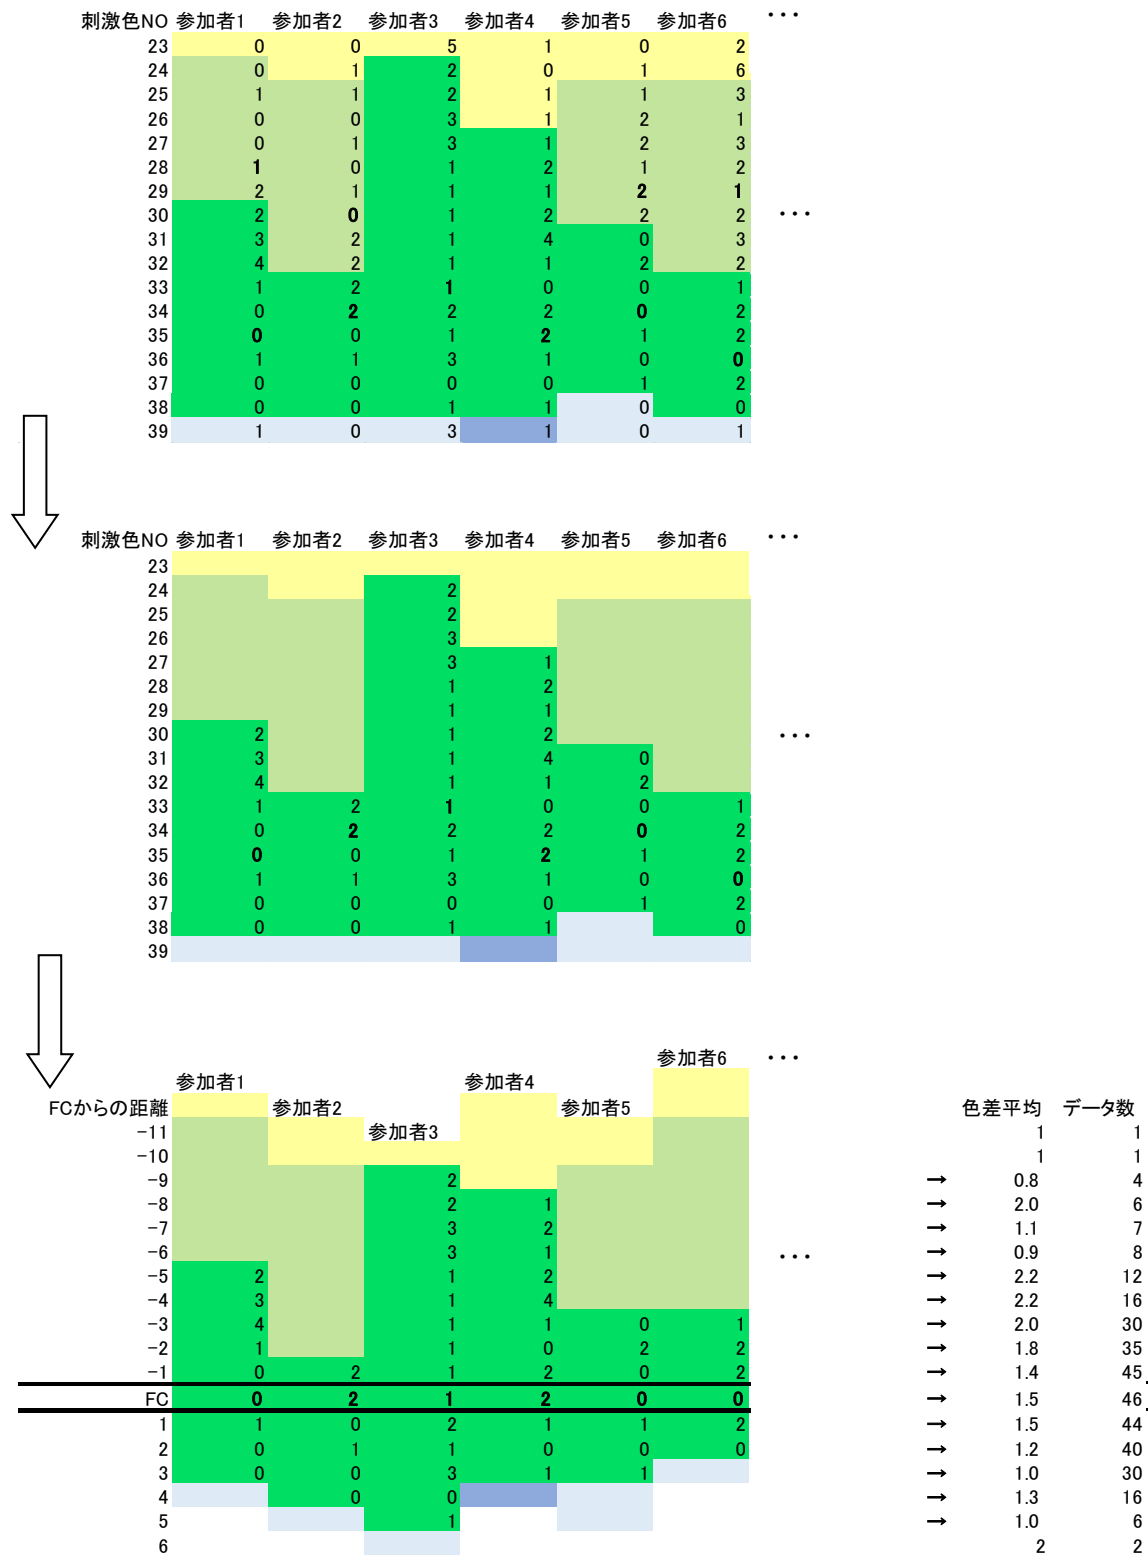 刺激色NO 参加者1 参加者2 参加者3 参加者4 参加者5 参加者6 ・・・
23 0 0 5 1 0 2
24 0 1 2 0 1 6
25 1 1 2 1 1 3
26 0 0 3 1 2 1
27 0 1 3 1 2 3
28 1 0 1 2 1 2
29 2 1 1 1 2 1
30 2 0 1 2 2 2 ・・・
31 3 2 1 4 0 3
32 4 2 1 1 2 2
33 1 2 1 0 0 1
34 0 2 2 2 0 2
35 0 0 1 2 1 2
36 1 1 3 1 0 0
37 0 0 0 0 1 2
38 0 0 1 1 0 0
39 1 0 3 1 0 1
刺激色NO 参加者1 参加者2 参加者3 参加者4 参加者5 参加者6 ・・・
23
24 2
25 2
26 3
27 3 1
28 1 2
29 1 1
30 2 1 2 ・・・
31 3 1 4 0
32 4 1 1 2
33 1 2 1 0 0 1
34 0 2 2 2 0 2
35 0 0 1 2 1 2
36 1 1 3 1 0 0
37 0 0 0 0 1 2
38 0 0 1 1 0
39
参加者6 ・・・
参加者1 参加者4
FCからの距離 参加者2 参加者5 色差平均 データ数
-11 参加者3 1 1
-10 1 1
-9 2 → 0.8 4
-8 2 1 → 2.0 6
-7 3 2 → 1.1 7
-6 3 1 ・・・ → 0.9 8
-5 2 1 2 → 2.2 12
-4 3 1 4 → 2.2 16
-3 4 1 1 0 1 → 2.0 30
-2 1 1 0 2 2 → 1.8 35
-1 0 2 1 2 0 2 → 1.4 45
FC 0 2 1 2 0 0 → 1.5 46
1 1 0 2 1 1 2 → 1.5 44
2 0 1 1 0 0 0 → 1.2 40
3 0 0 3 1 1 → 1.0 30
4 0 0 → 1.3 16
5 1 → 1.0 6
6 2 2